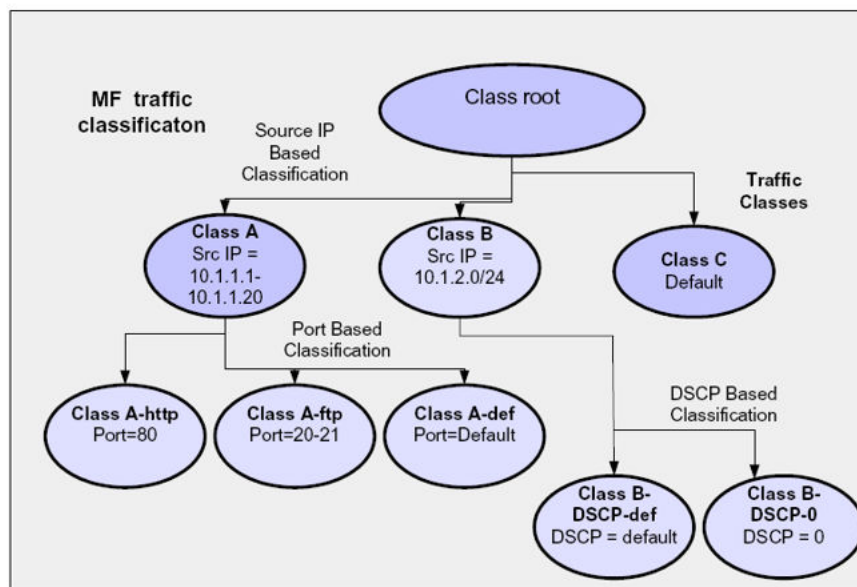 MF traffic
classificaton
Class root
Source IP
Based
Classification
Traffic
Classes
Class A
Src IP =
10.1.1.1-
10.1.1.20
Class B
Src IP =
10.1.2.0/24
Class C
Default
Port Based
Classification
Class A-http
Port=80
Class A-ftp
Port=20-21
Class A-def
Port=Default
DSCP Based
Classification
Class B-
DSCP-def
DSCP = default
Class B-
DSCP-0
DSCP = 0